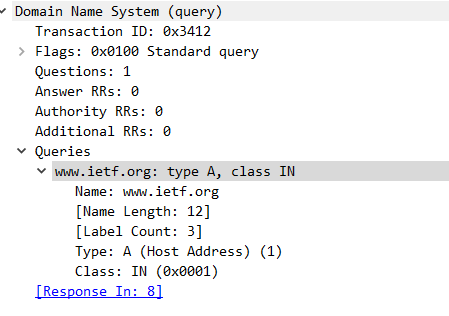 Domain Name System (query)
Transaction ID: 0x3412
Flags: 0x0100 Standard query
Questions: 1
Answer RRs: 0
Authority RRs: 0
Additional RRs: 0
Queries
www.ietf.org: type A, class IN
Name: www.ietf.org
[Name Length: 12]
[Label Count: 3]
Type: A (Host Address) (1)
Class: IN (0x0001)
[Response In: 8]